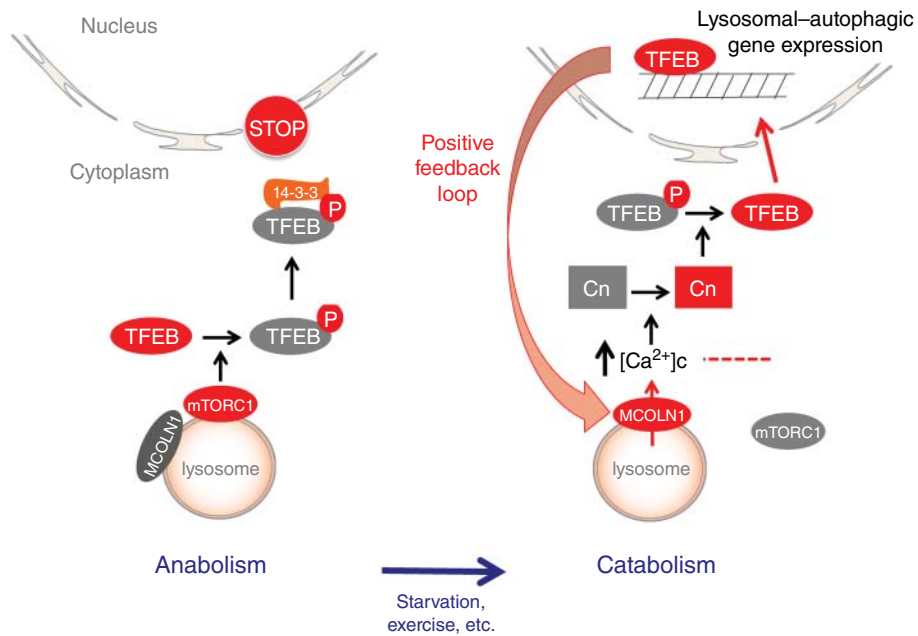 Nucleus
STOP
Cytoplasm
14-3-3
P
TFEB
TFEB
P
TFEB
mTORC1
MCOLN1
lysosome
Anabolism
Starvation,
exercise, etc.
Lysosomal–autophagic
gene expression
TFEB
Positive
feedback
loop
P
TFEB
TFEB
Cn
Cn
[Ca²⁺]c
MCOLN1
mTORC1
lysosome
Catabolism